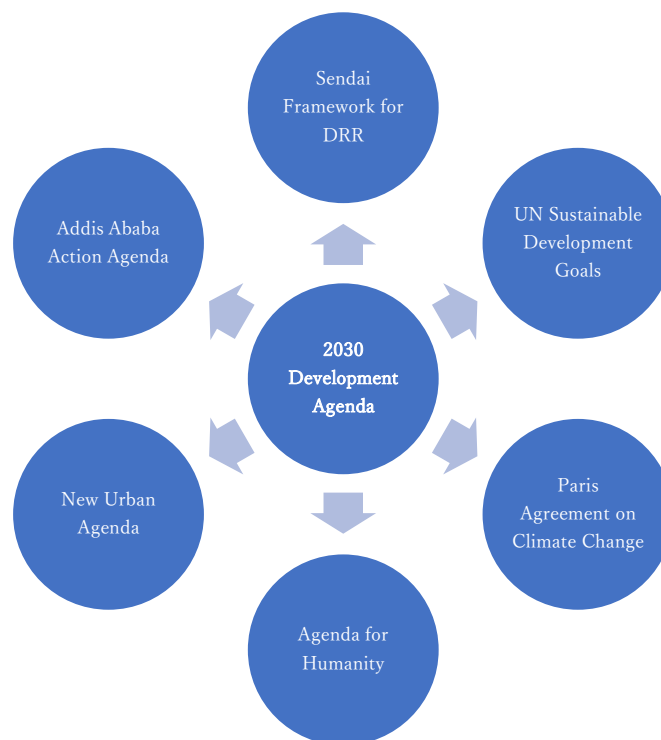 Sendai
Framework for
DRR
UN Sustainable
Development
Goals
Addis Ababa
Action Agenda
2030
Development
Agenda
Paris
Agreement on
Climate Change
New Urban
Agenda
Agenda for
Humanity